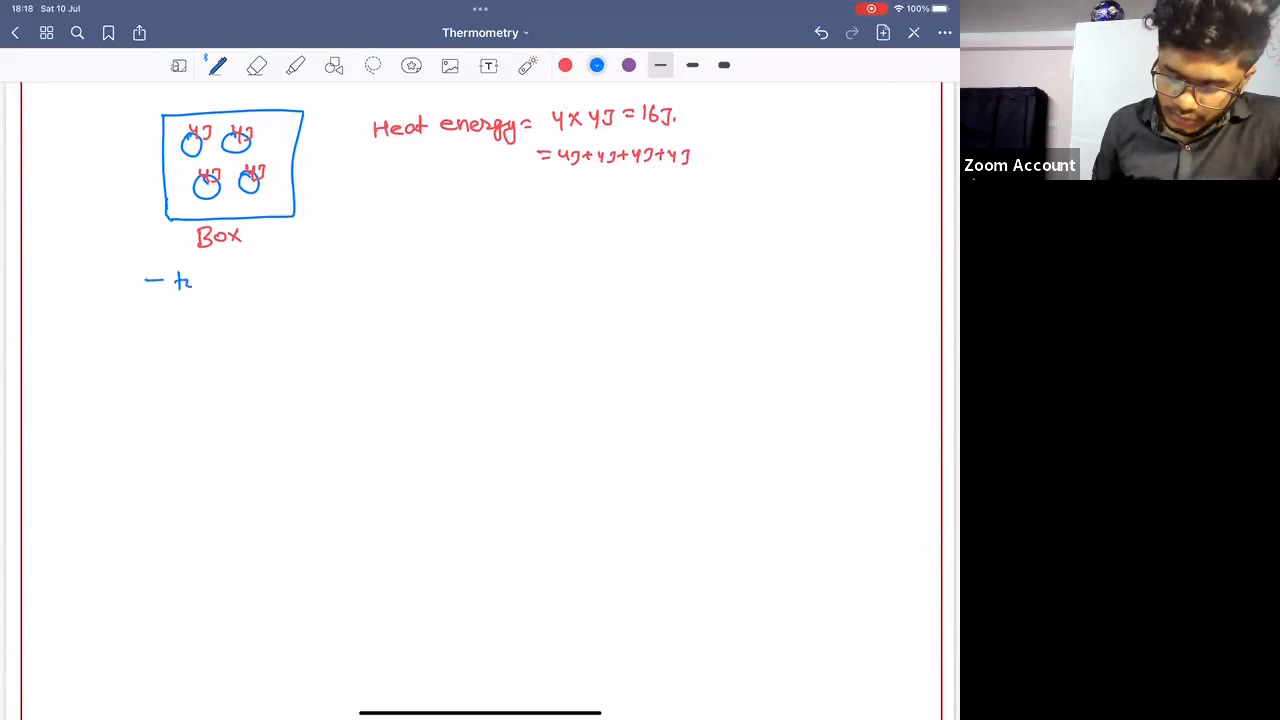 18:18 Sat 10 Jul
100%
Thermometry
4J 4J
4J 4J
Box
Heat energy = 4 × 4J = 16J.
= 4J+4J+4J+4J
Zoom Account